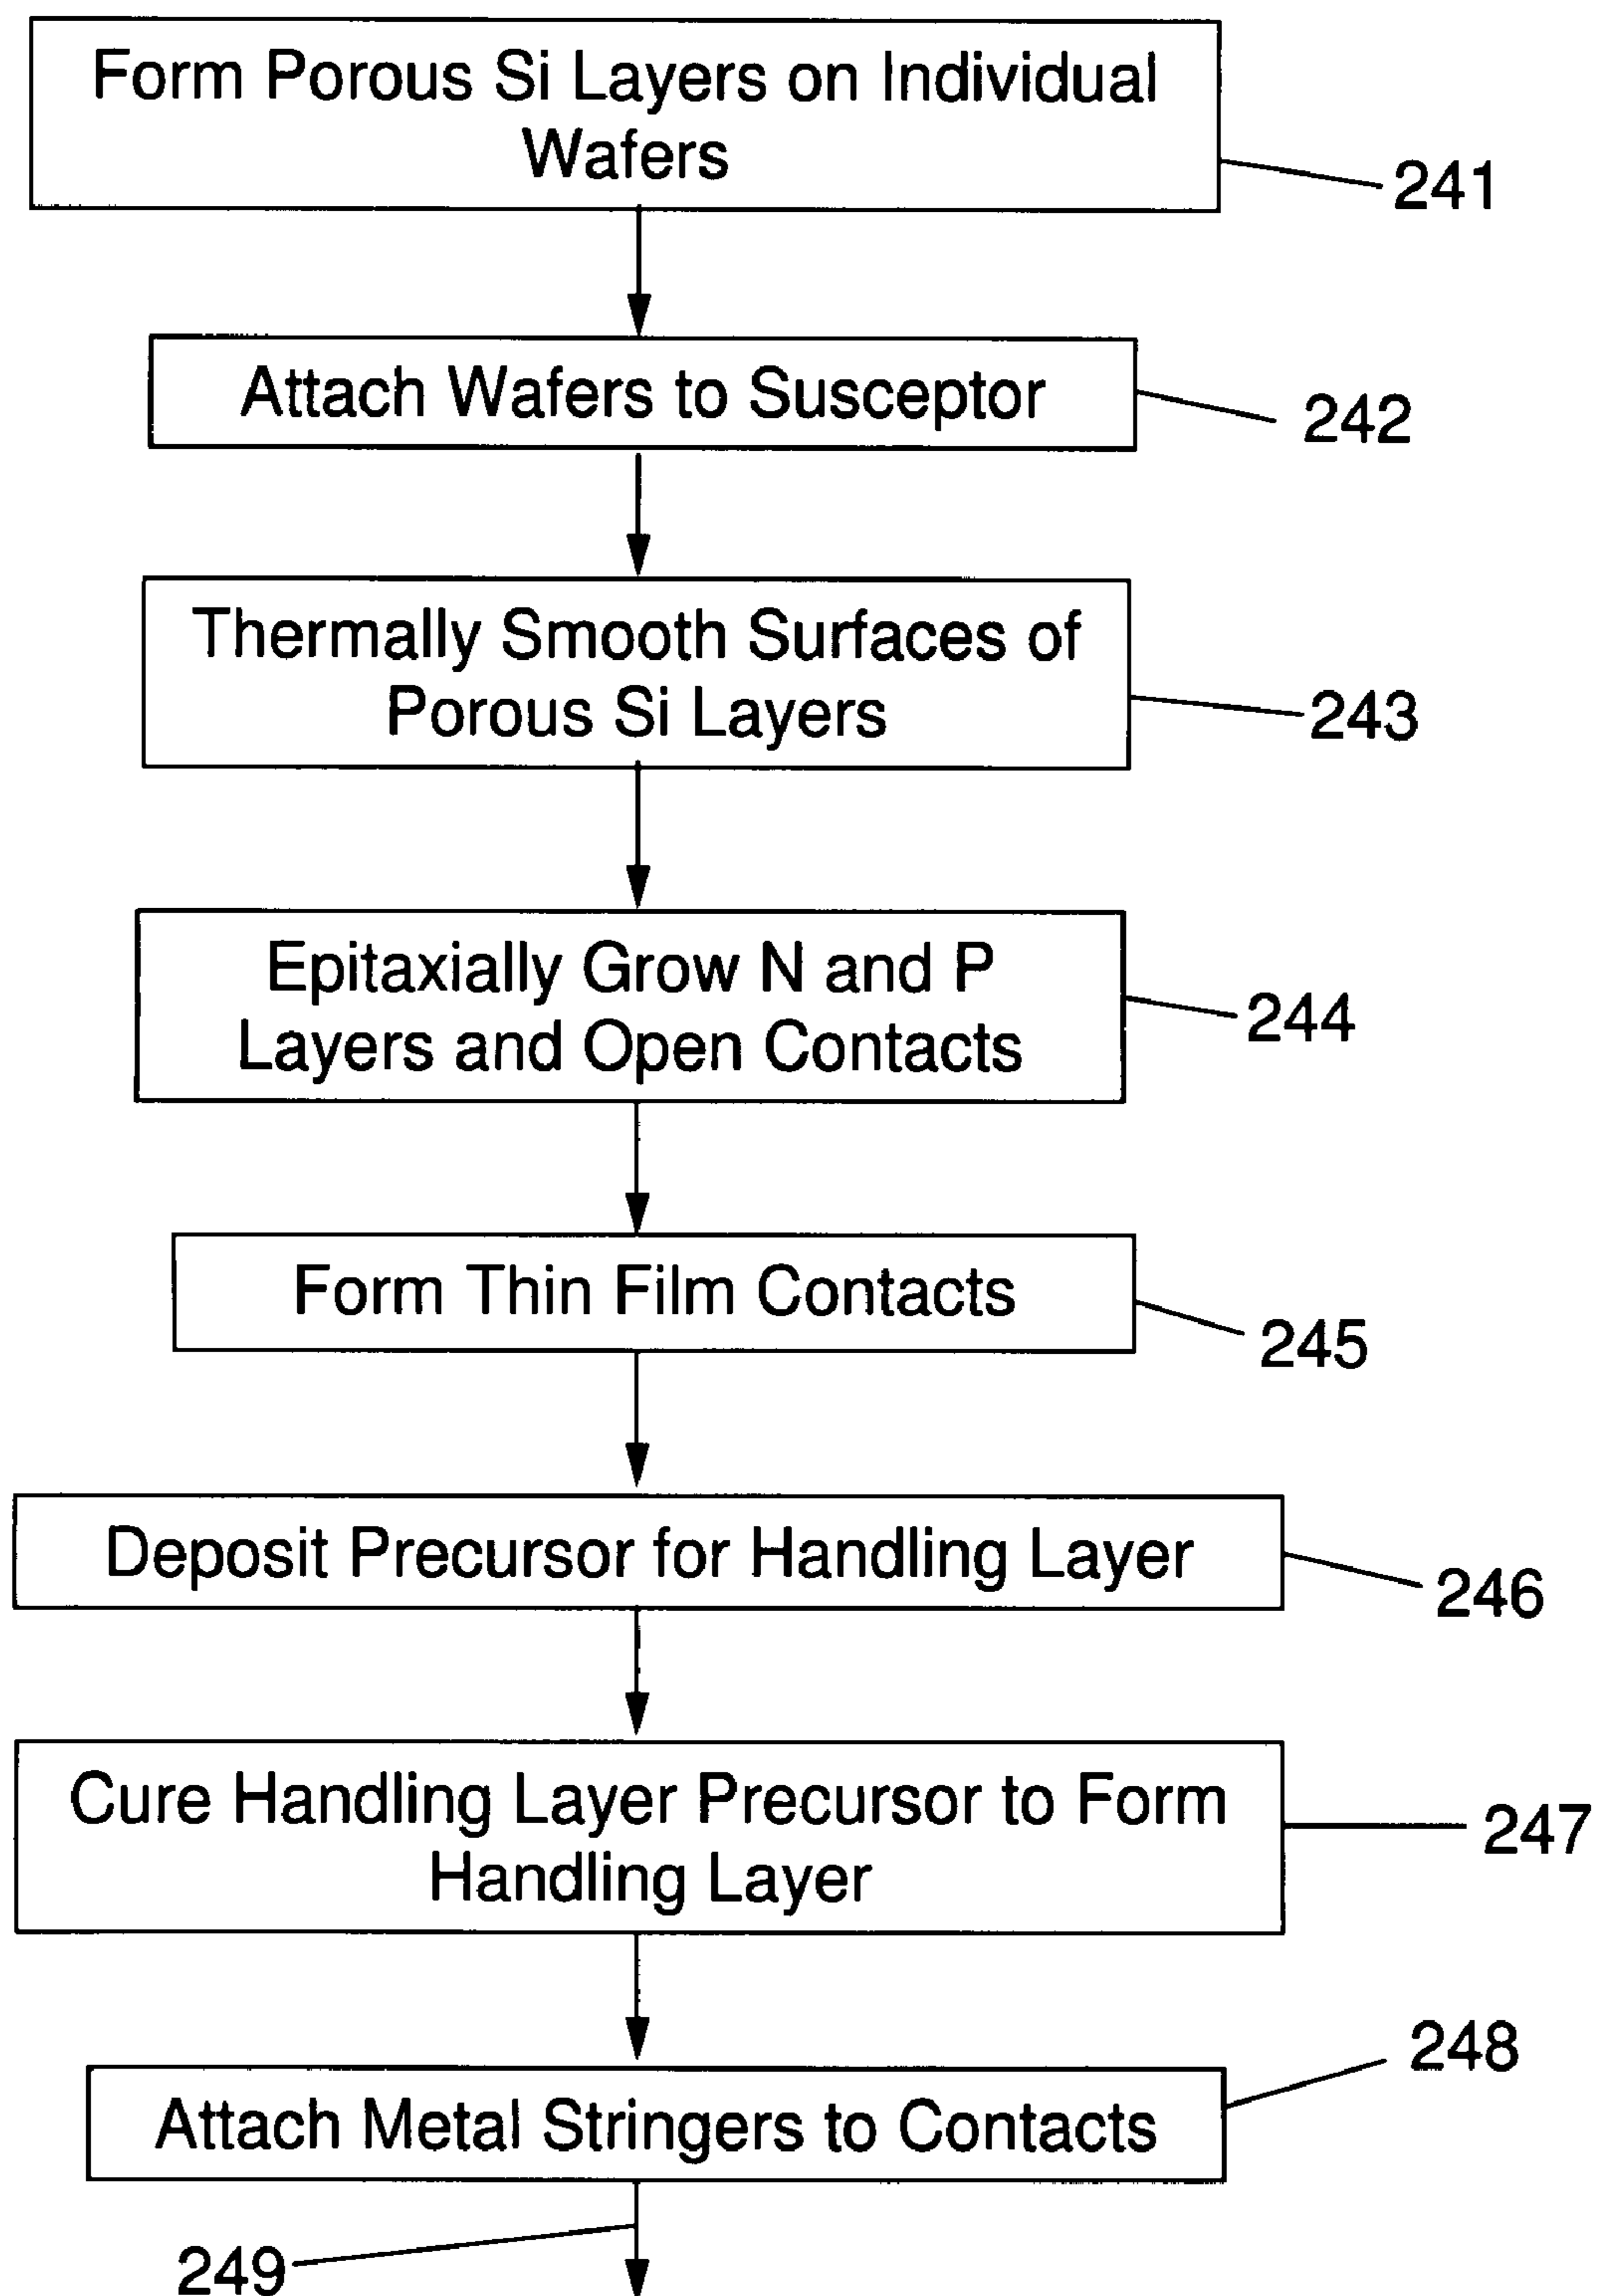 Form Porous Si Layers on Individual
Wafers
241
Attach Wafers to Susceptor
242
Thermally Smooth Surfaces of
Porous Si Layers
243
Epitaxially Grow N and P
Layers and Open Contacts
244
Form Thin Film Contacts
245
Deposit Precursor for Handling Layer
246
Cure Handling Layer Precursor to Form
Handling Layer
247
248
Attach Metal Stringers to Contacts
249